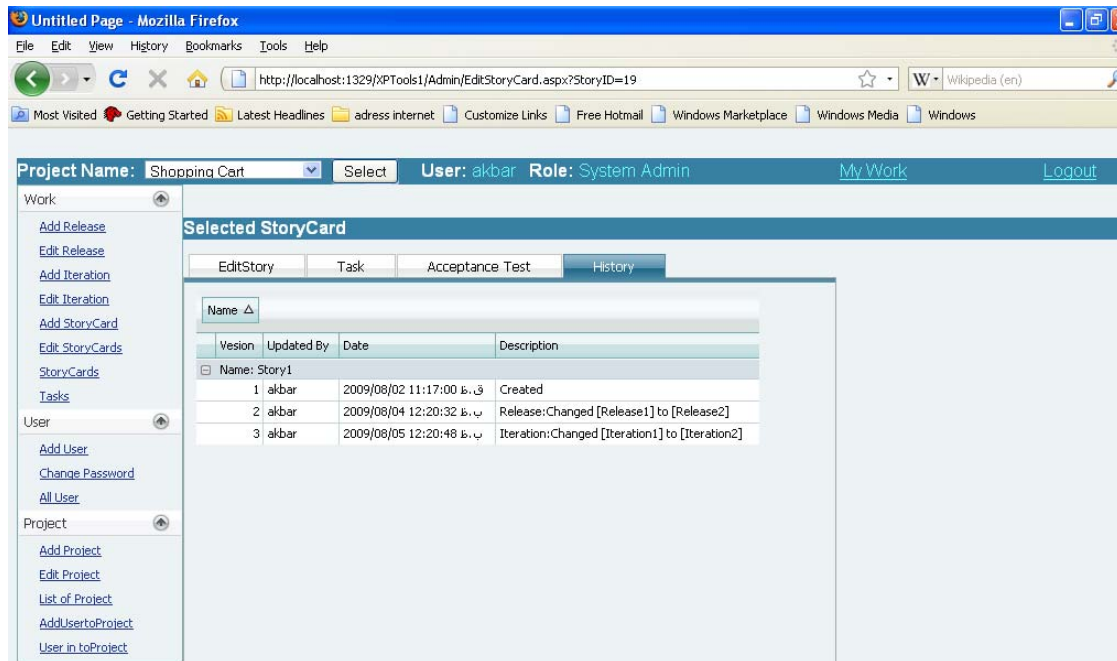 Untitled Page - Mozilla Firefox
File Edit View History Bookmarks Tools Help
http://localhost:1329/XPTools1/Admin/EditStoryCard.aspx?StoryID=19
W Wikipedia (en)
Most Visited Getting Started Latest Headlines adress internet Customize Links Free Hotmail Windows Marketplace Windows Media Windows
Project Name: Shopping Cart Select User: akbar Role: System Admin My Work Logout
Work
Add Release
Edit Release
Add Iteration
Edit Iteration
Add StoryCard
Edit StoryCards
StoryCards
Tasks
User
Add User
Change Password
All User
Project
Add Project
Edit Project
List of Project
AddUsertoProject
User in toProject
Selected StoryCard
EditStory Task Acceptance Test History
Name
Vesion Updated By Date Description
Name: Story1
1 akbar 2009/08/02 11:17:00 ق.ظ Created
2 akbar 2009/08/04 12:20:32 ب.ظ Release:Changed [Release1] to [Release2]
3 akbar 2009/08/05 12:20:48 ب.ظ Iteration:Changed [Iteration1] to [Iteration2]